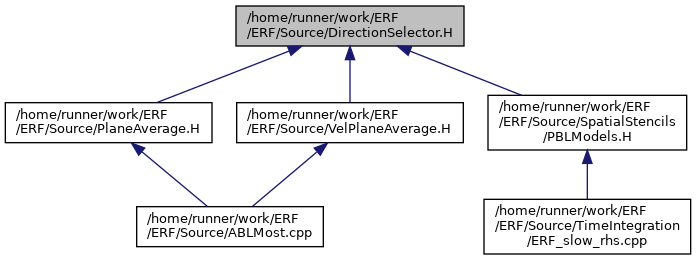 /home/runner/work/ERF
/ERF/Source/DirectionSelector.H
/home/runner/work/ERF
/ERF/Source/PlaneAverage.H
/home/runner/work/ERF
/ERF/Source/VelPlaneAverage.H
/home/runner/work/ERF
/ERF/Source/SpatialStencils
/PBLModels.H
/home/runner/work/ERF
/ERF/Source/ABLMost.cpp
/home/runner/work/ERF
/ERF/Source/TimeIntegration
/ERF_slow_rhs.cpp